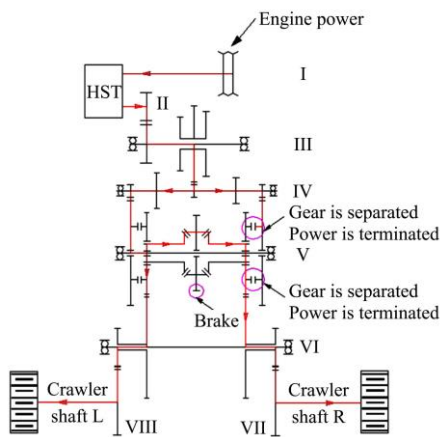 Engine power
I
HST
II
III
IV
Gear is separated
Power is terminated
V
Gear is separated
Power is terminated
Brake
VI
Crawler
shaft L
Crawler
shaft R
VIII
VII